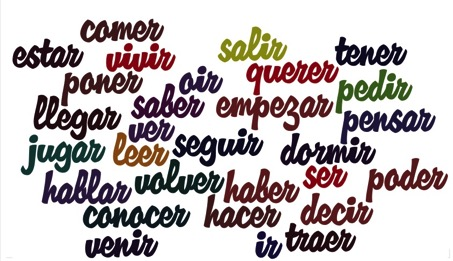 comer
estar vivir salir tener
poner oir querer pedir
llegar saber empezar pensar
ver
jugar leer seguir dormir
hablar volver haber ser poder
conocer hacer decir
venir ir traer